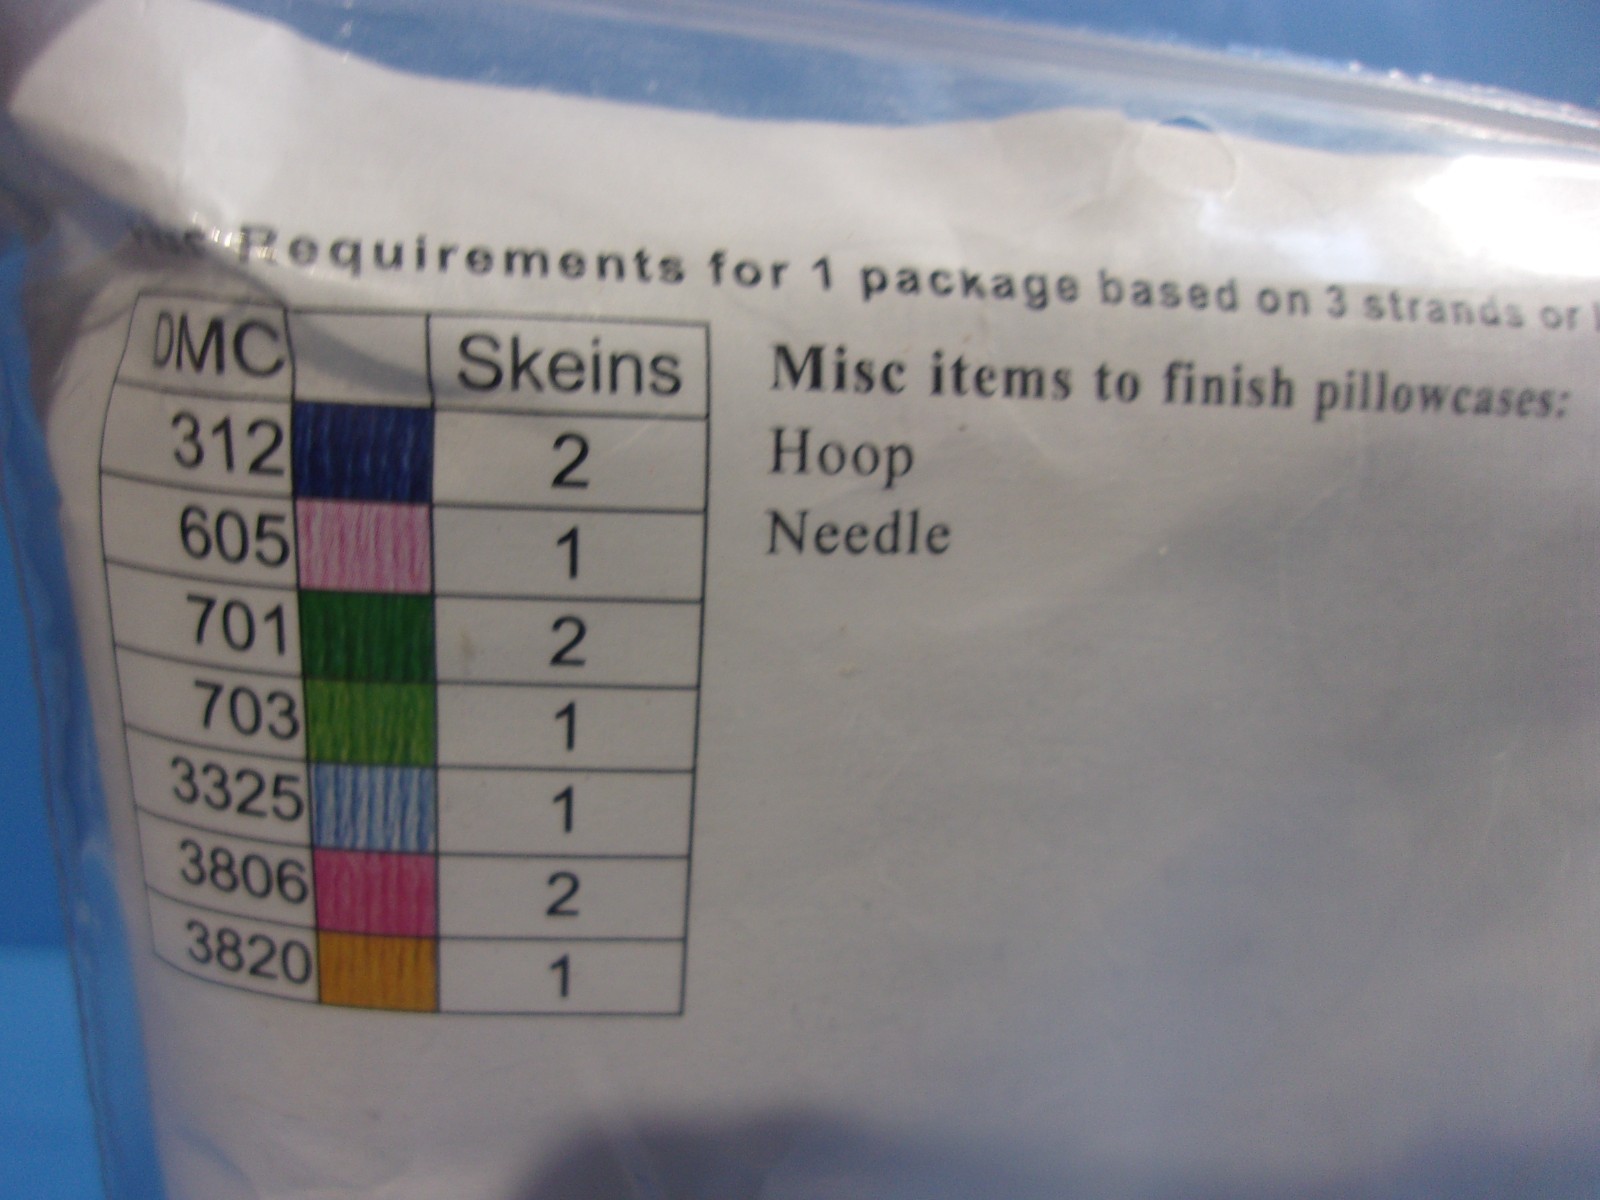 Requirements for 1 package based on 3 strands or
DMC Skeins
312 2
605 1
701 2
703 1
3325 1
3806 2
3820 1
Misc items to finish pillowcases:
Hoop
Needle